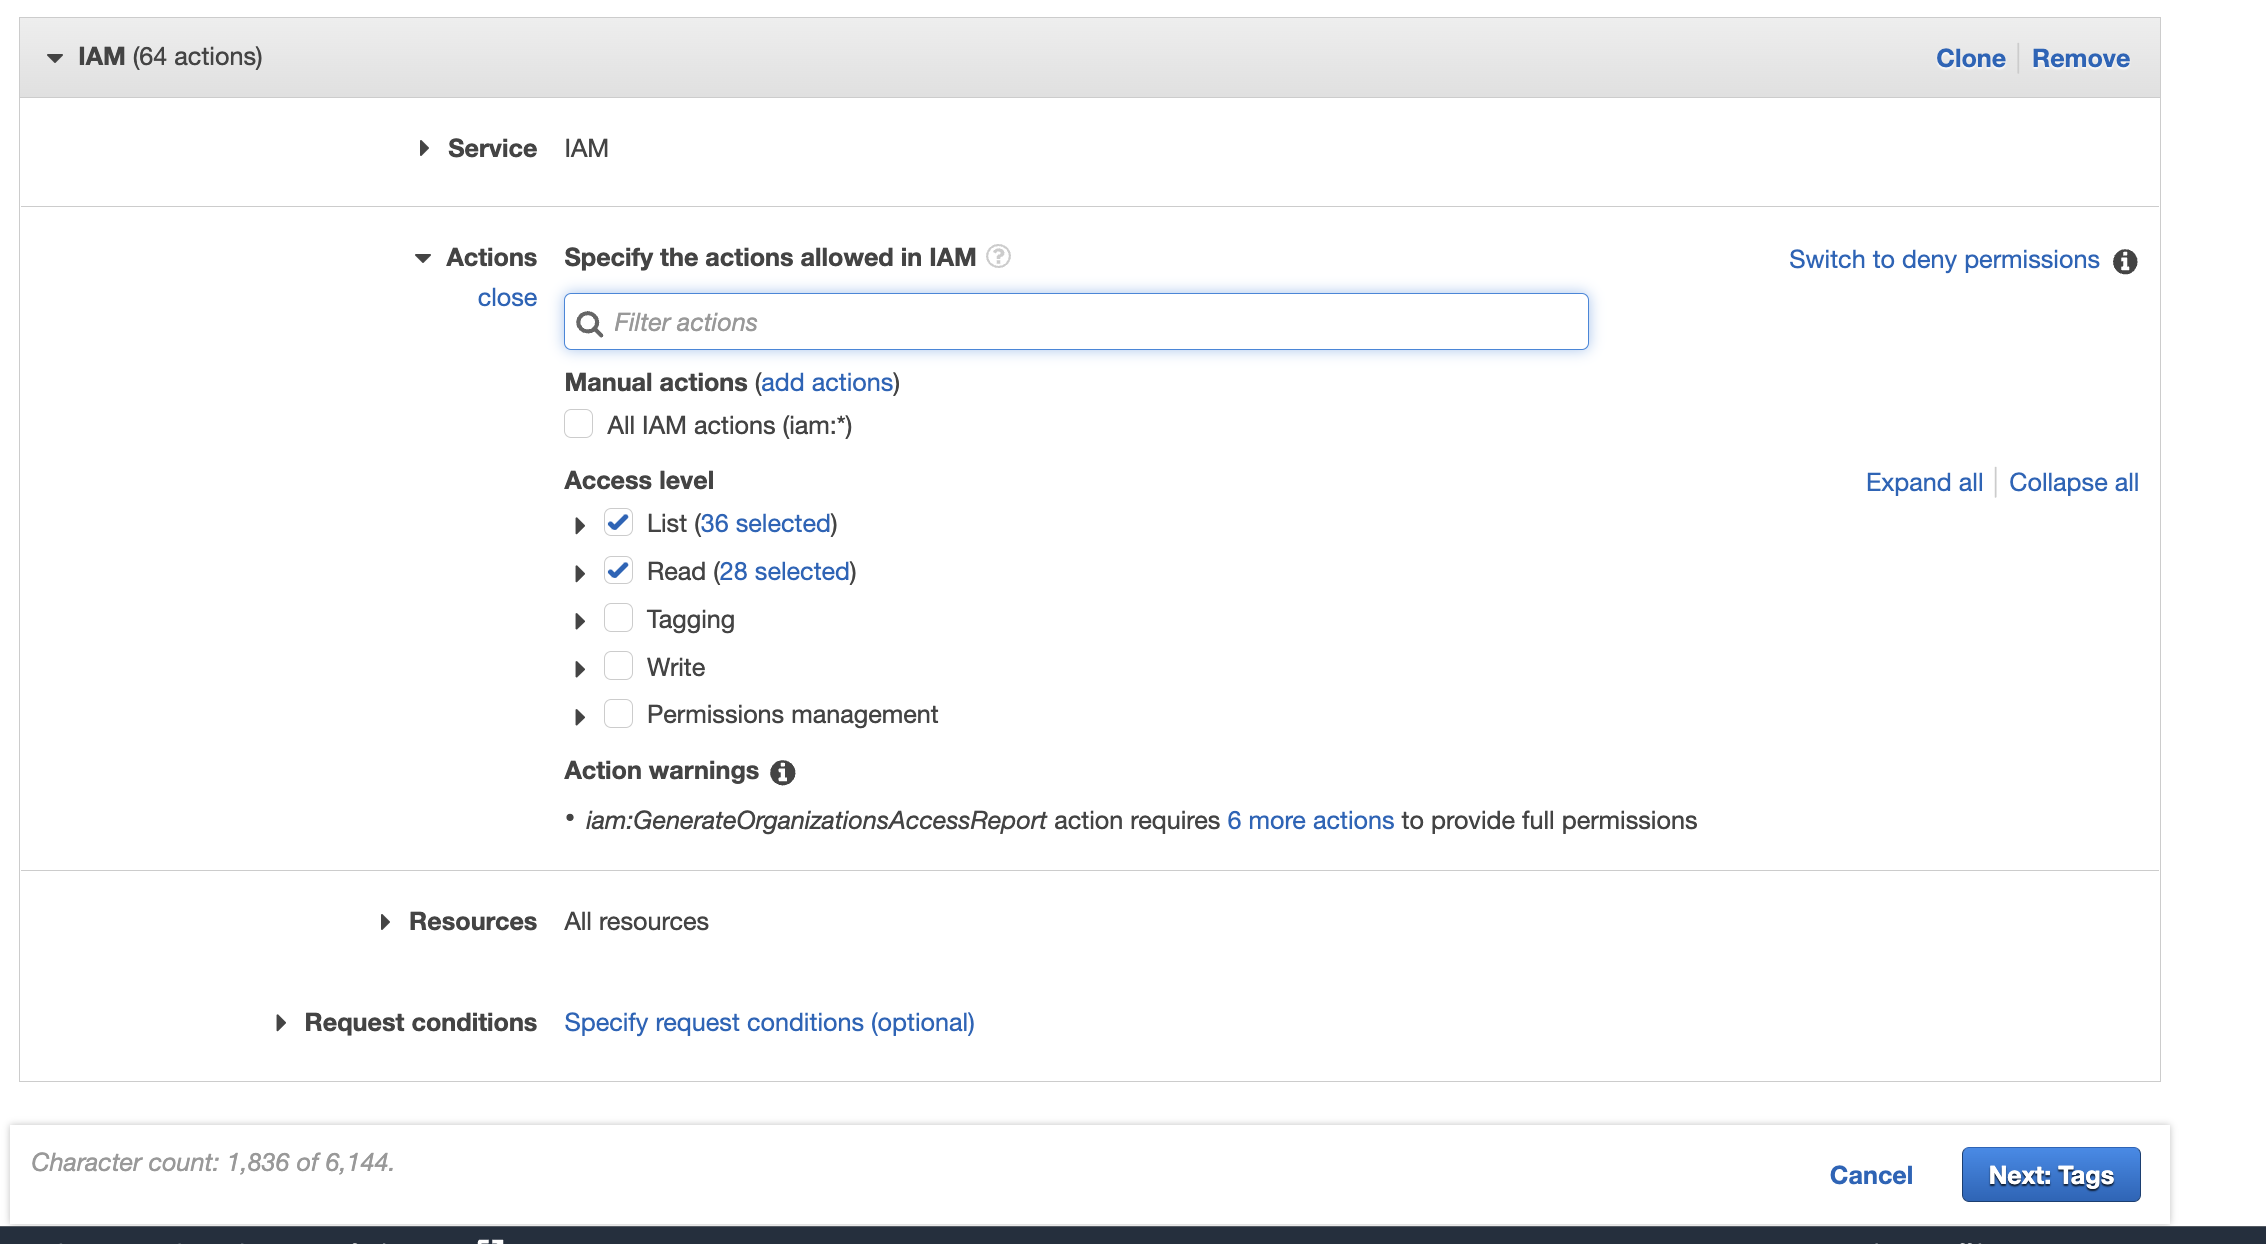 IAM (64 actions)
Clone Remove
Service IAM
Actions Specify the actions allowed in IAM ?
Switch to deny permissions i
close
Filter actions
Manual actions (add actions)
All IAM actions (iam:*)
Access level
Expand all Collapse all
List (36 selected)
Read (28 selected)
Tagging
Write
Permissions management
Action warnings i
• iam:GenerateOrganizationsAccessReport action requires 6 more actions to provide full permissions
Resources All resources
Request conditions Specify request conditions (optional)
Character count: 1,836 of 6,144.
Cancel Next: Tags